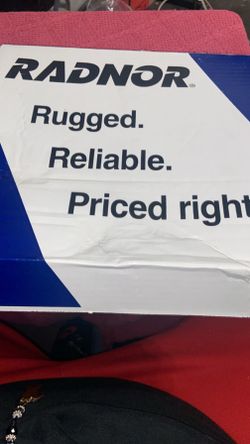 RADNOR®
Rugged.
Reliable.
Priced right